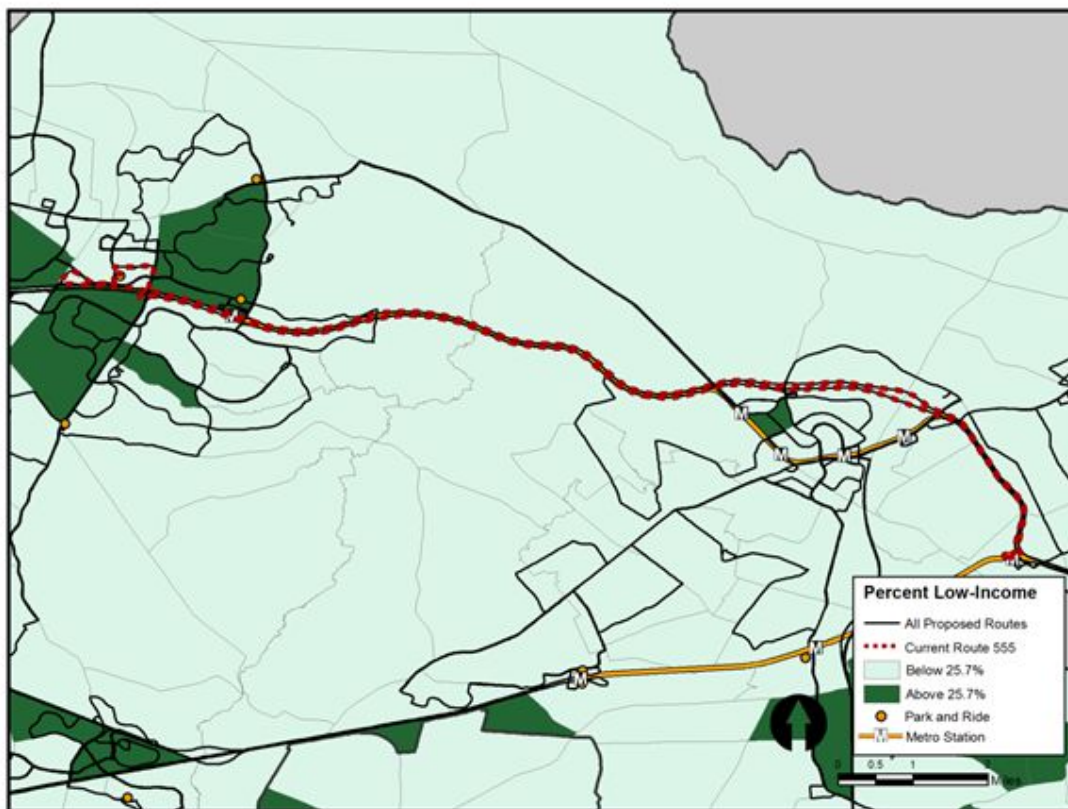 M
M
M
M
M
M
M
M
Percent Low-Income
All Proposed Routes
Current Route 555
Below 25.7%
Above 25.7%
Park and Ride
M Metro Station
0 0.5 1 2
Miles